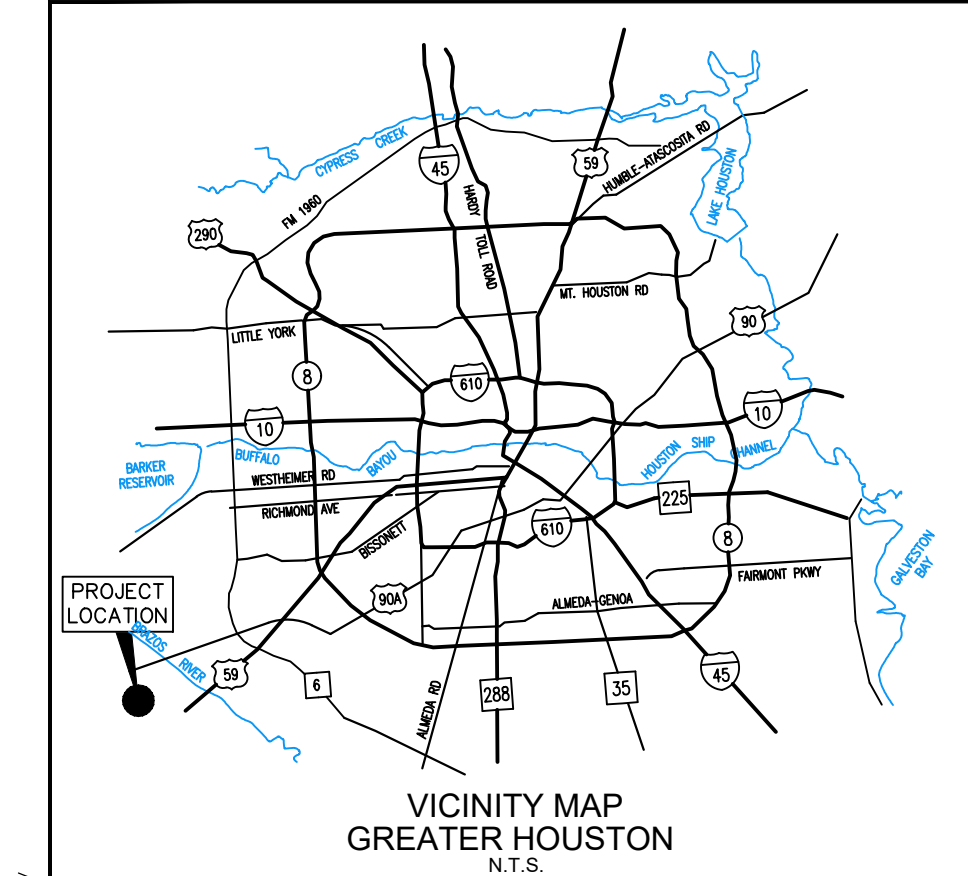 CYPRESS CREEK
45
59
HUMBLE-ATASCOSITA RD
LAKE HOUSTON
FM 1960
HARDY TOLL ROAD
290
MT. HOUSTON RD
LITTLE YORK
90
8
610
10
10
BUFFALO BAYOU
HOUSTON SHIP CHANNEL
BARKER
RESERVOIR
WESTHEIMER RD
RICHMOND AVE
225
BISSONETT
610
8
GALVESTON
BAY
FAIRMONT PKWY
90A
ALMEDA-GENOA
PROJECT
LOCATION
BRAZOS RIVER
59
6
ALMEDA RD
288
35
45
VICINITY MAP
GREATER HOUSTON
N.T.S.